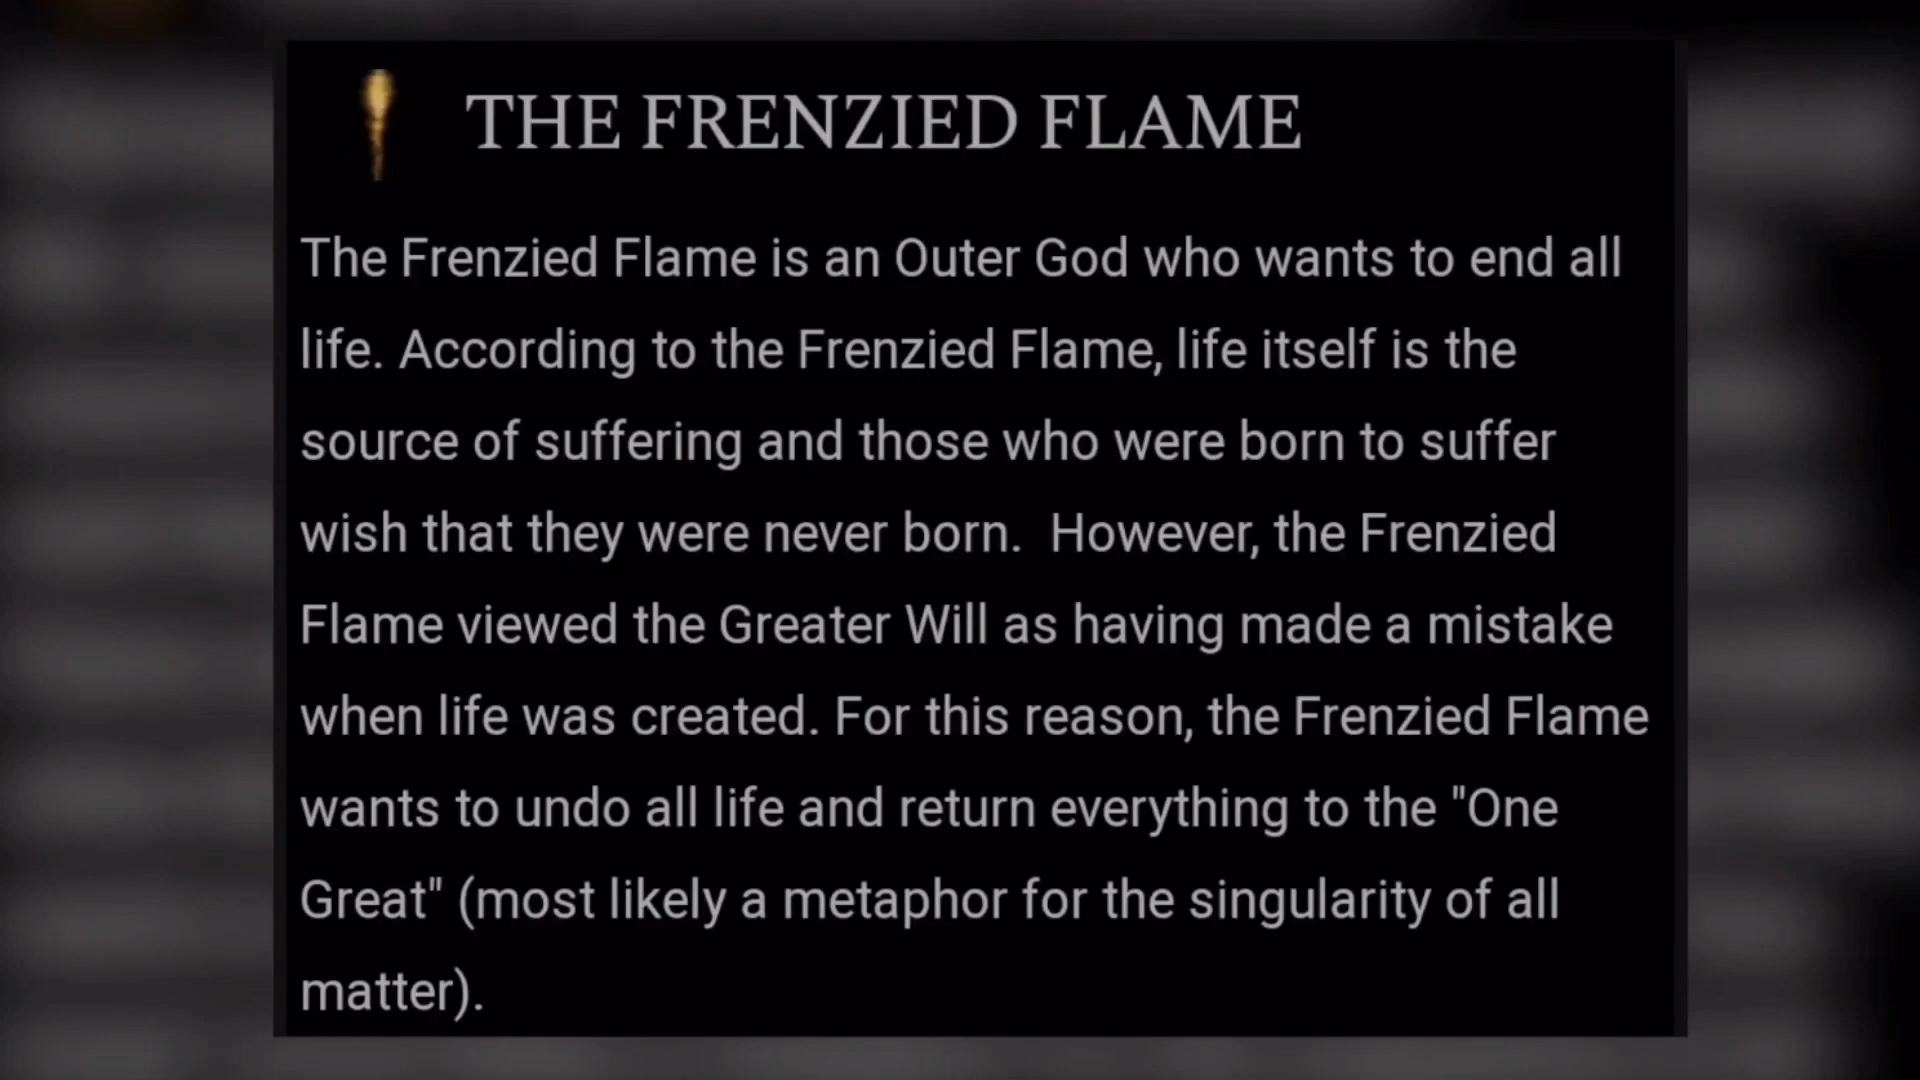 THE FRENZIED FLAME
The Frenzied Flame is an Outer God who wants to end all
life. According to the Frenzied Flame, life itself is the
source of suffering and those who were born to suffer
wish that they were never born.  However, the Frenzied
Flame viewed the Greater Will as having made a mistake
when life was created. For this reason, the Frenzied Flame
wants to undo all life and return everything to the "One
Great" (most likely a metaphor for the singularity of all
matter).